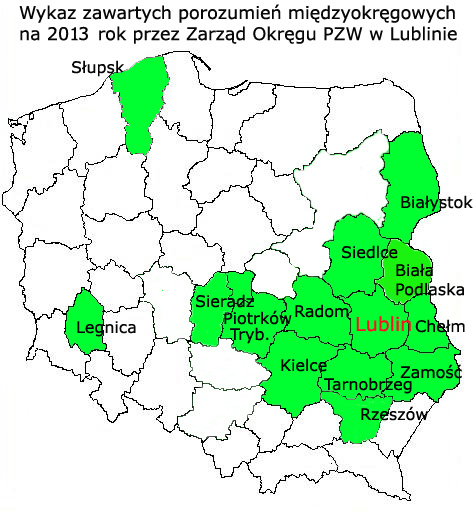 Wykaz zawartych porozumień międzyokręgowych
na 2013 rok przez Zarząd Okręgu PZW w Lublinie
Słupsk
Białystok
Siedlce
Biała
Podlaska
Sieradz
Piotrków
Tryb.
Radom
Lublin
Chełm
Legnica
Kielce
Zamość
Tarnobrzeg
Rzeszów